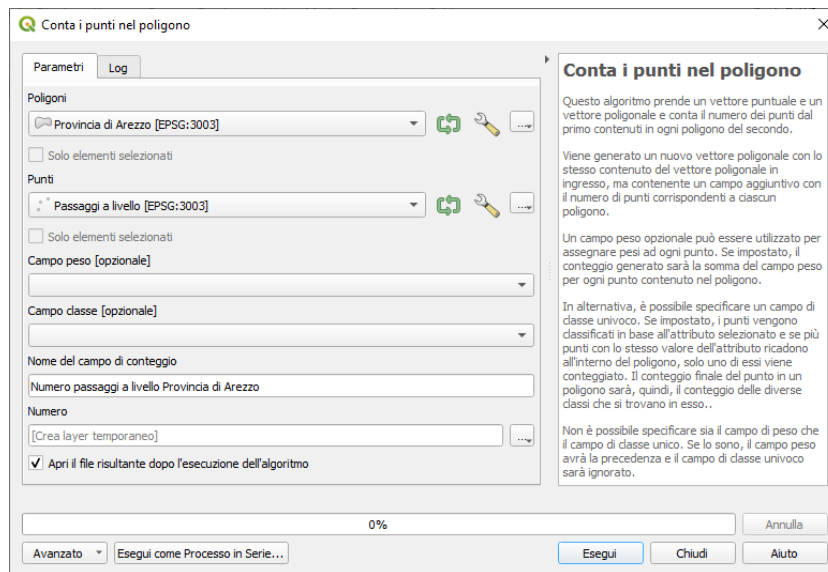 Conta i punti nel poligono
Parametri
Log
Poligoni
Provincia di Arezzo [EPSG:3003]
Solo elementi selezionati
Punti
Passaggi a livello [EPSG:3003]
Solo elementi selezionati
Campo peso [opzionale]
Campo classe [opzionale]
Nome del campo di conteggio
Numero passaggi a livello Provincia di Arezzo
Numero
[Crea layer temporaneo]
Apri il file risultante dopo l'esecuzione dell'algoritmo
Conta i punti nel poligono
Questo algoritmo prende un vettore puntuale e un
vettore poligonale e conta il numero dei punti dal
primo contenuti in ogni poligono del secondo.
Viene generato un nuovo vettore poligonale con lo
stesso contenuto del vettore poligonale in
ingresso, ma contenente un campo aggiuntivo con
il numero di punti corrispondenti a ciascun
poligono.
Un campo peso opzionale può essere utilizzato per
assegnare pesi ad ogni punto. Se impostato, il
conteggio generato sarà la somma del campo peso
per ogni punto contenuto nel poligono.
In alternativa, è possibile specificare un campo di
classe univoco. Se impostato, i punti vengono
classificati in base all'attributo selezionato e se più
punti con lo stesso valore dell'attributo ricadono
all'interno del poligono, solo uno di essi viene
conteggiato. Il conteggio finale del punto in un
poligono sarà, quindi, il conteggio delle diverse
classi che si trovano in esso..
Non è possibile specificare sia il campo di peso che
il campo di classe unico. Se lo sono, il campo peso
avrà la precedenza e il campo di classe univoco
sarà ignorato.
0%
Annulla
Avanzato
Esegui come Processo in Serie...
Esegui
Chiudi
Aiuto